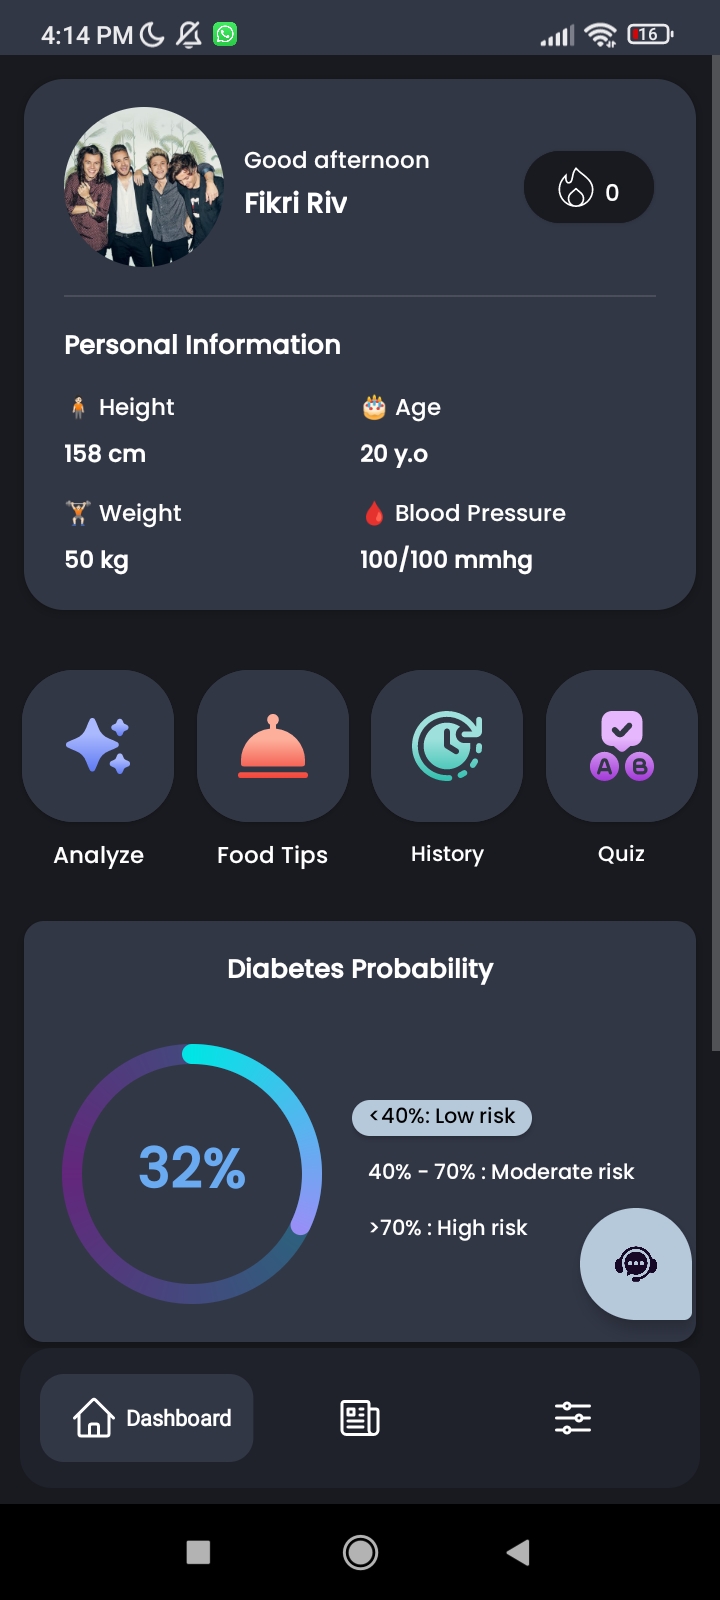 4:14 PM
16
Good afternoon
Fikri Riv
0
Personal Information
Height
Age
158 cm
20 y.o
Weight
Blood Pressure
50 kg
100/100 mmhg
A B
Analyze
Food Tips
History
Quiz
Diabetes Probability
32%
<40%: Low risk
40% - 70% : Moderate risk
>70% : High risk
Dashboard